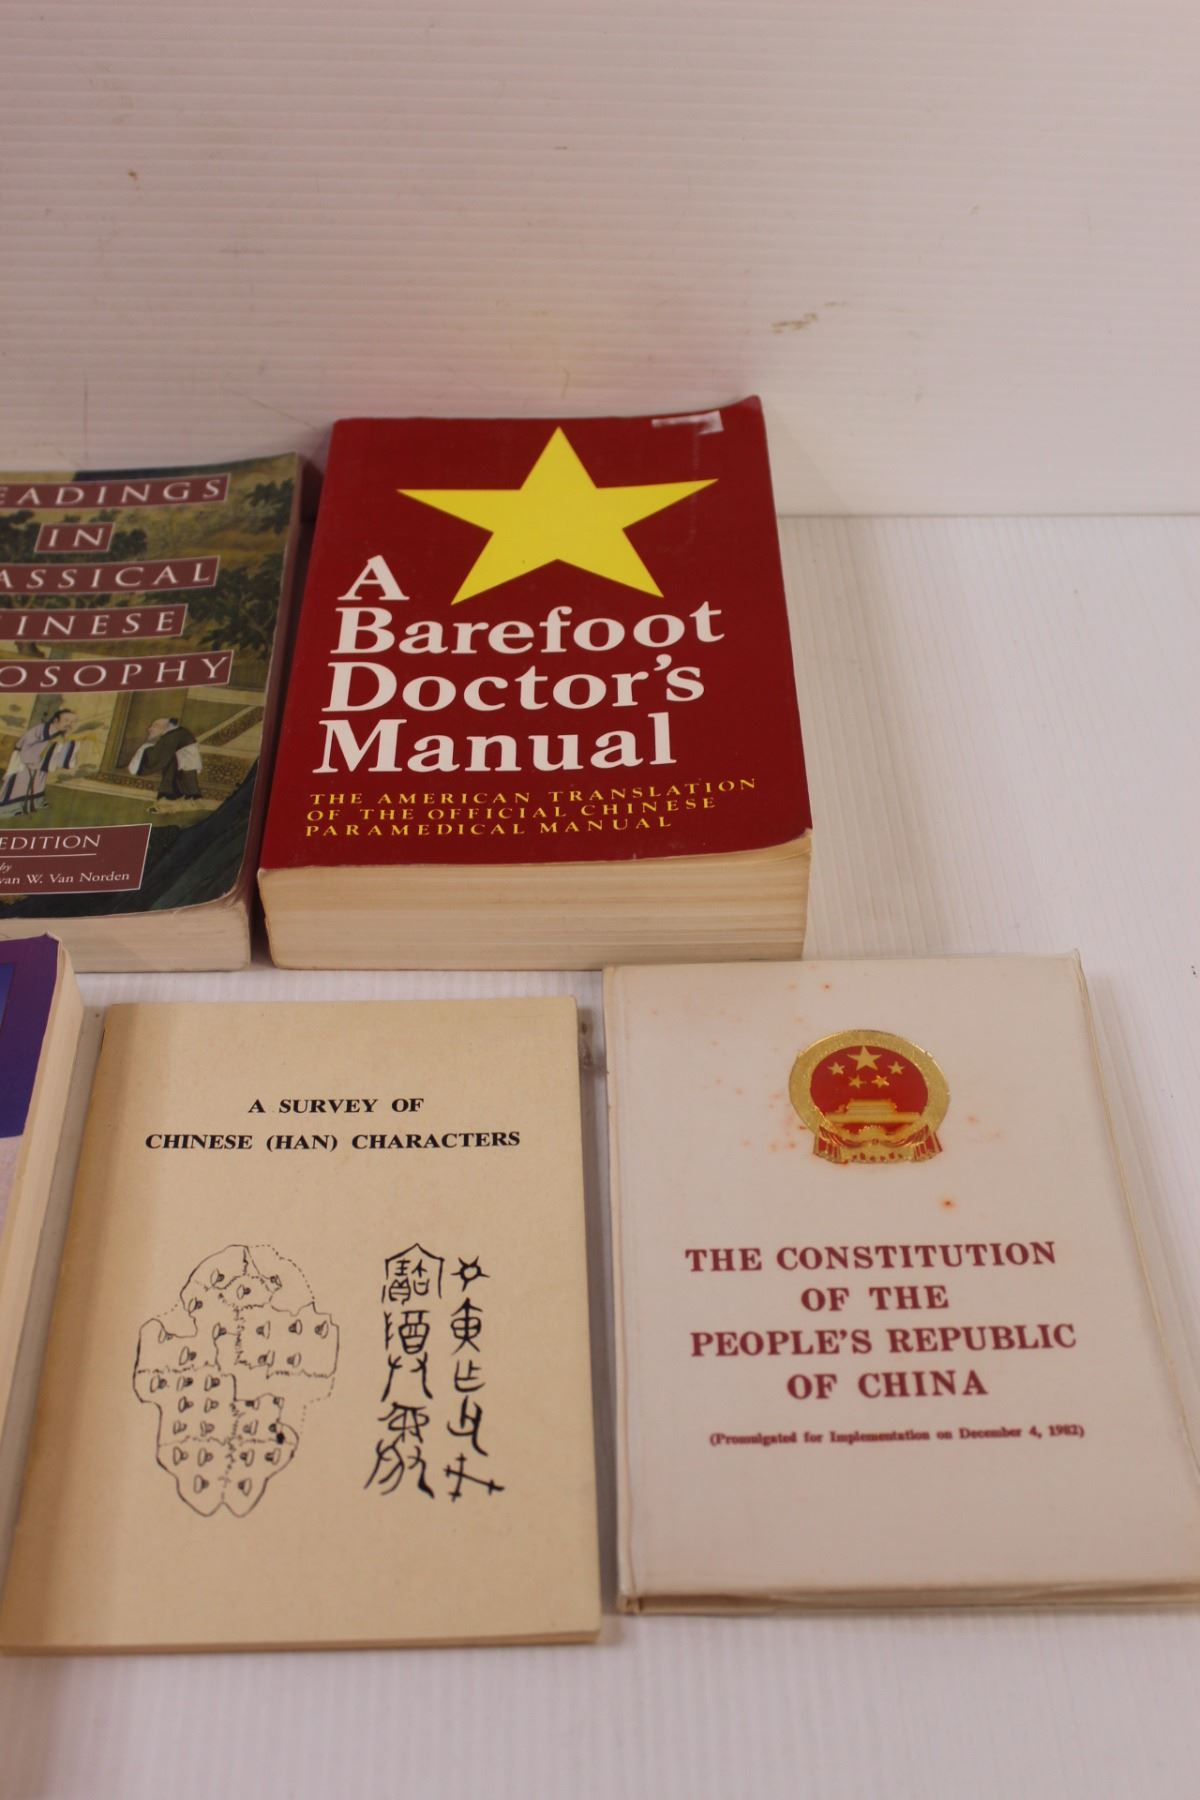 EADINGS
IN
ASSICAL
INESE
OSOPHY
EDITION
by
van W. Van Norden
A
Barefoot
Doctor's
Manual
THE AMERICAN TRANSLATION
OF THE OFFICIAL CHINESE
PARAMEDICAL MANUAL
A SURVEY OF
CHINESE (HAN) CHARACTERS
THE CONSTITUTION
OF THE
PEOPLE'S REPUBLIC
OF CHINA
(Promulgated for Implementation on December 4, 1982)